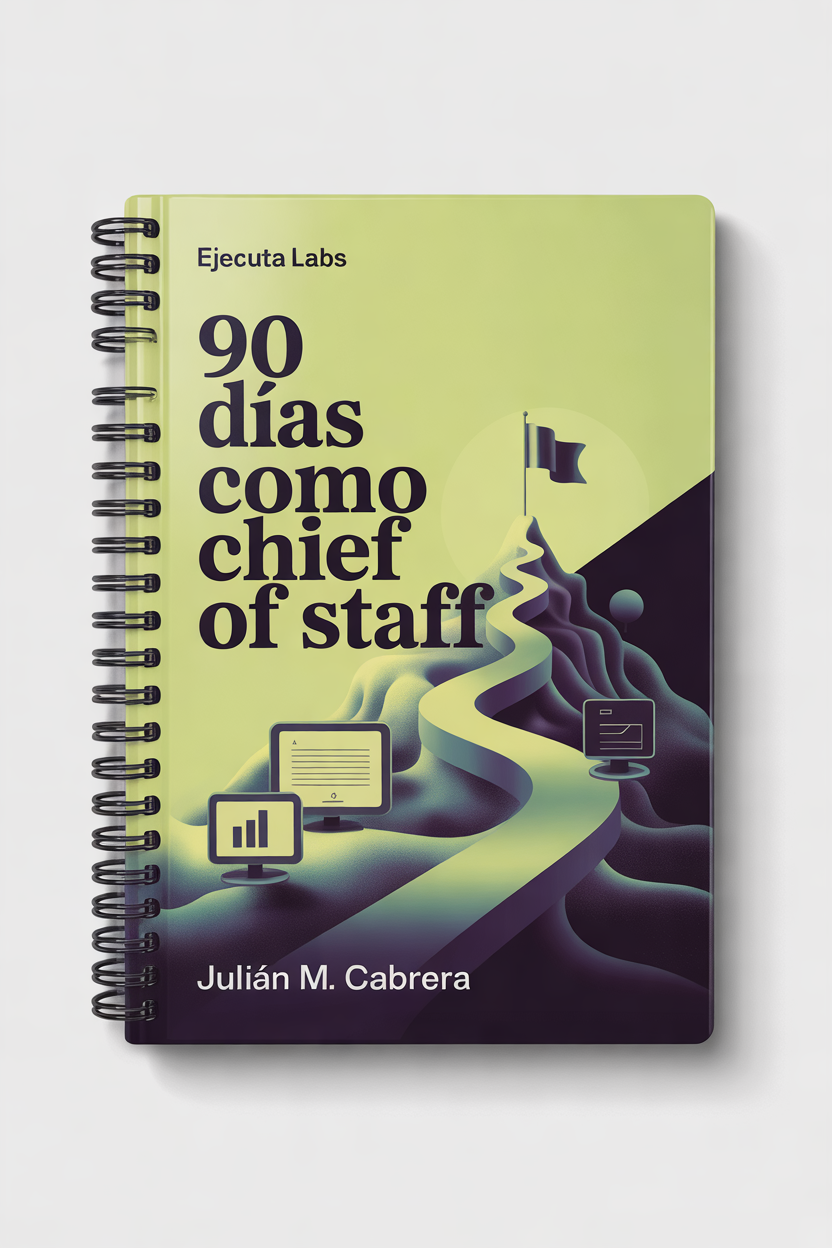 Ejecuta Labs
90
días
como
chief
of staff
Julián M. Cabrera